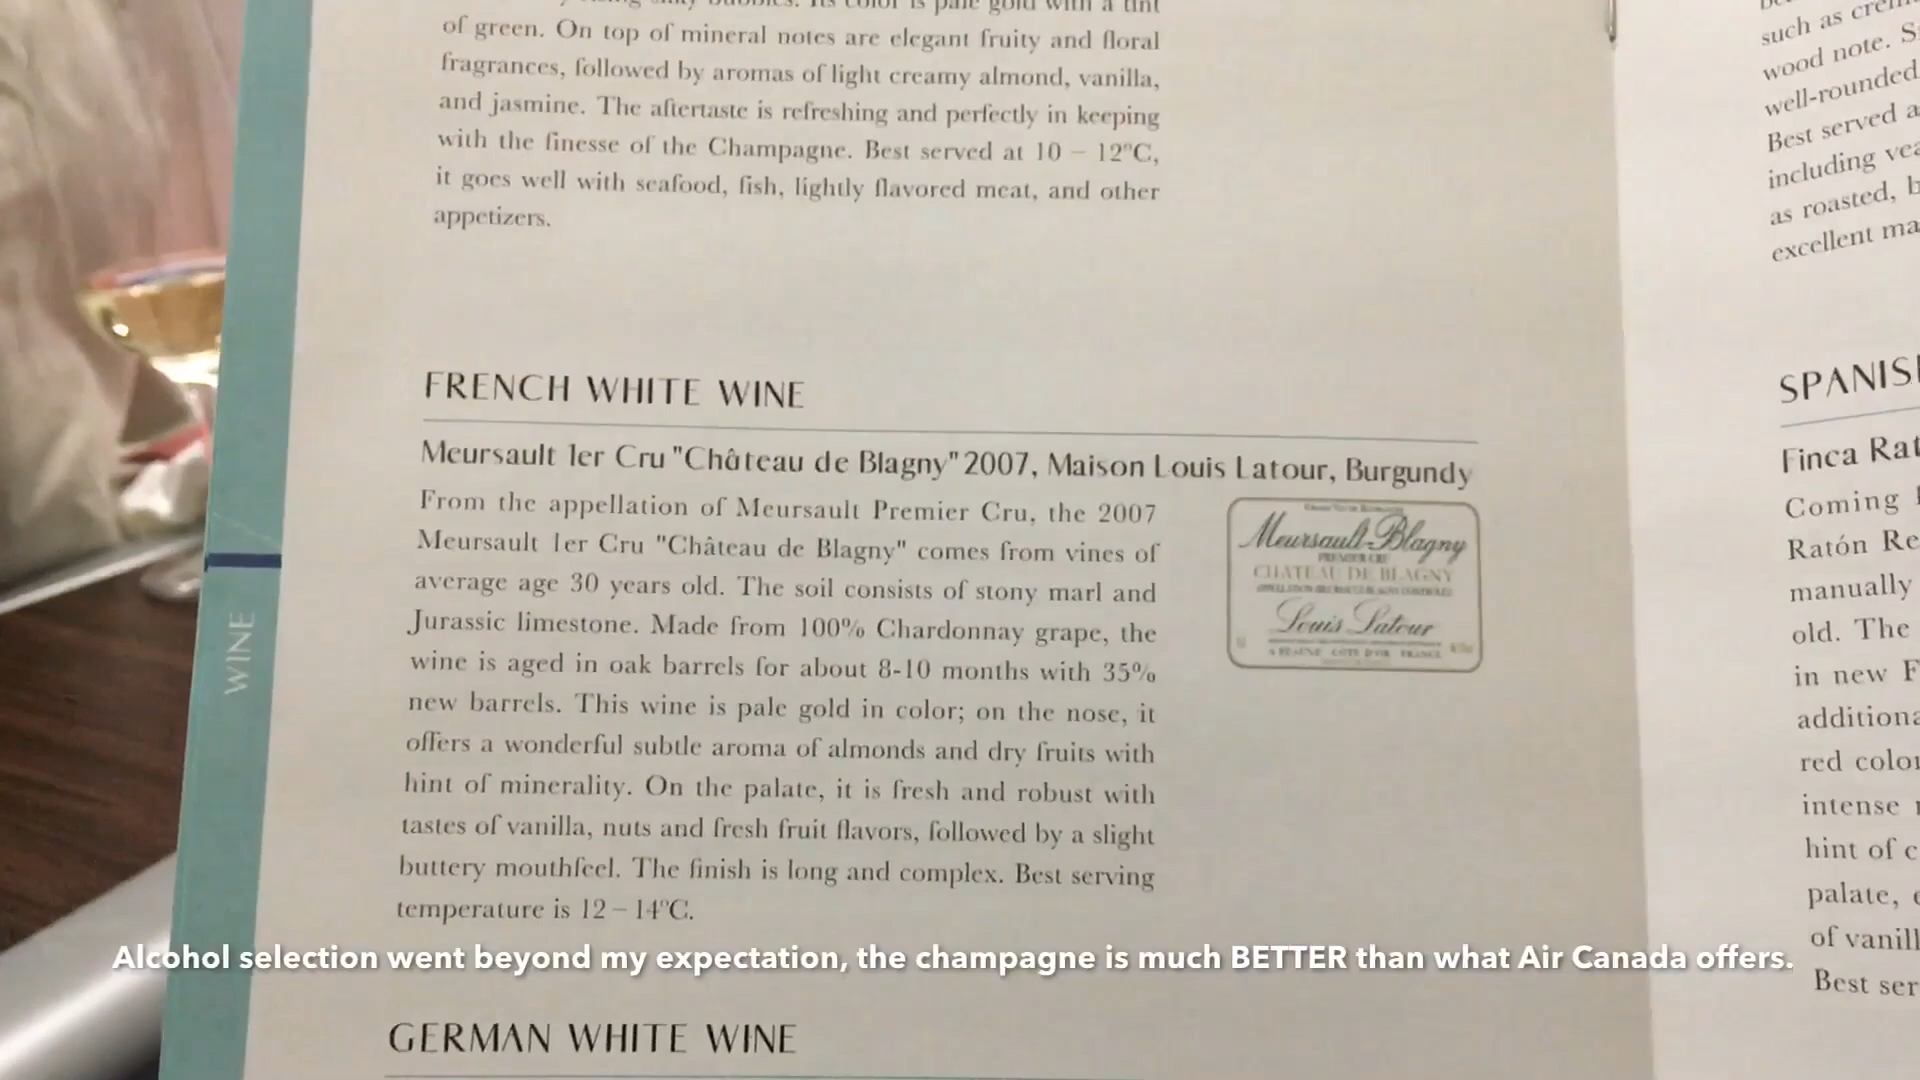 of green. On top of mineral notes are elegant fruity and floral
fragrances, followed by aromas of light creamy almond, vanilla,
and jasmine. The aftertaste is refreshing and perfectly in keeping
with the finesse of the Champagne. Best served at 10 – 12°C,
it goes well with seafood, fish, lightly flavored meat, and other
appetizers.
FRENCH WHITE WINE
Meursault 1er Cru "Château de Blagny" 2007, Maison Louis Latour, Burgundy
From the appellation of Meursault Premier Cru, the 2007
Meursault 1er Cru "Château de Blagny" comes from vines of
average age 30 years old. The soil consists of stony marl and
Jurassic limestone. Made from 100% Chardonnay grape, the
wine is aged in oak barrels for about 8-10 months with 35%
new barrels. This wine is pale gold in color; on the nose, it
offers a wonderful subtle aroma of almonds and dry fruits with
hint of minerality. On the palate, it is fresh and robust with
tastes of vanilla, nuts and fresh fruit flavors, followed by a slight
buttery mouthfeel. The finish is long and complex. Best serving
temperature is 12 – 14°C.
Meursault-Blagny
PREMIER CRU
CHATEAU DE BLAGNY
Louis Latour
GERMAN WHITE WINE
WINE
such as
wood note.
well-rounded.
Best served
including
as roasted,
excellent
Finca
Coming
Ratón
manually
old. The
in new
red
intense
hint of
palate,
of
Best
Alcohol selection went beyond my expectation, the champagne is much BETTER than what Air Canada offers.